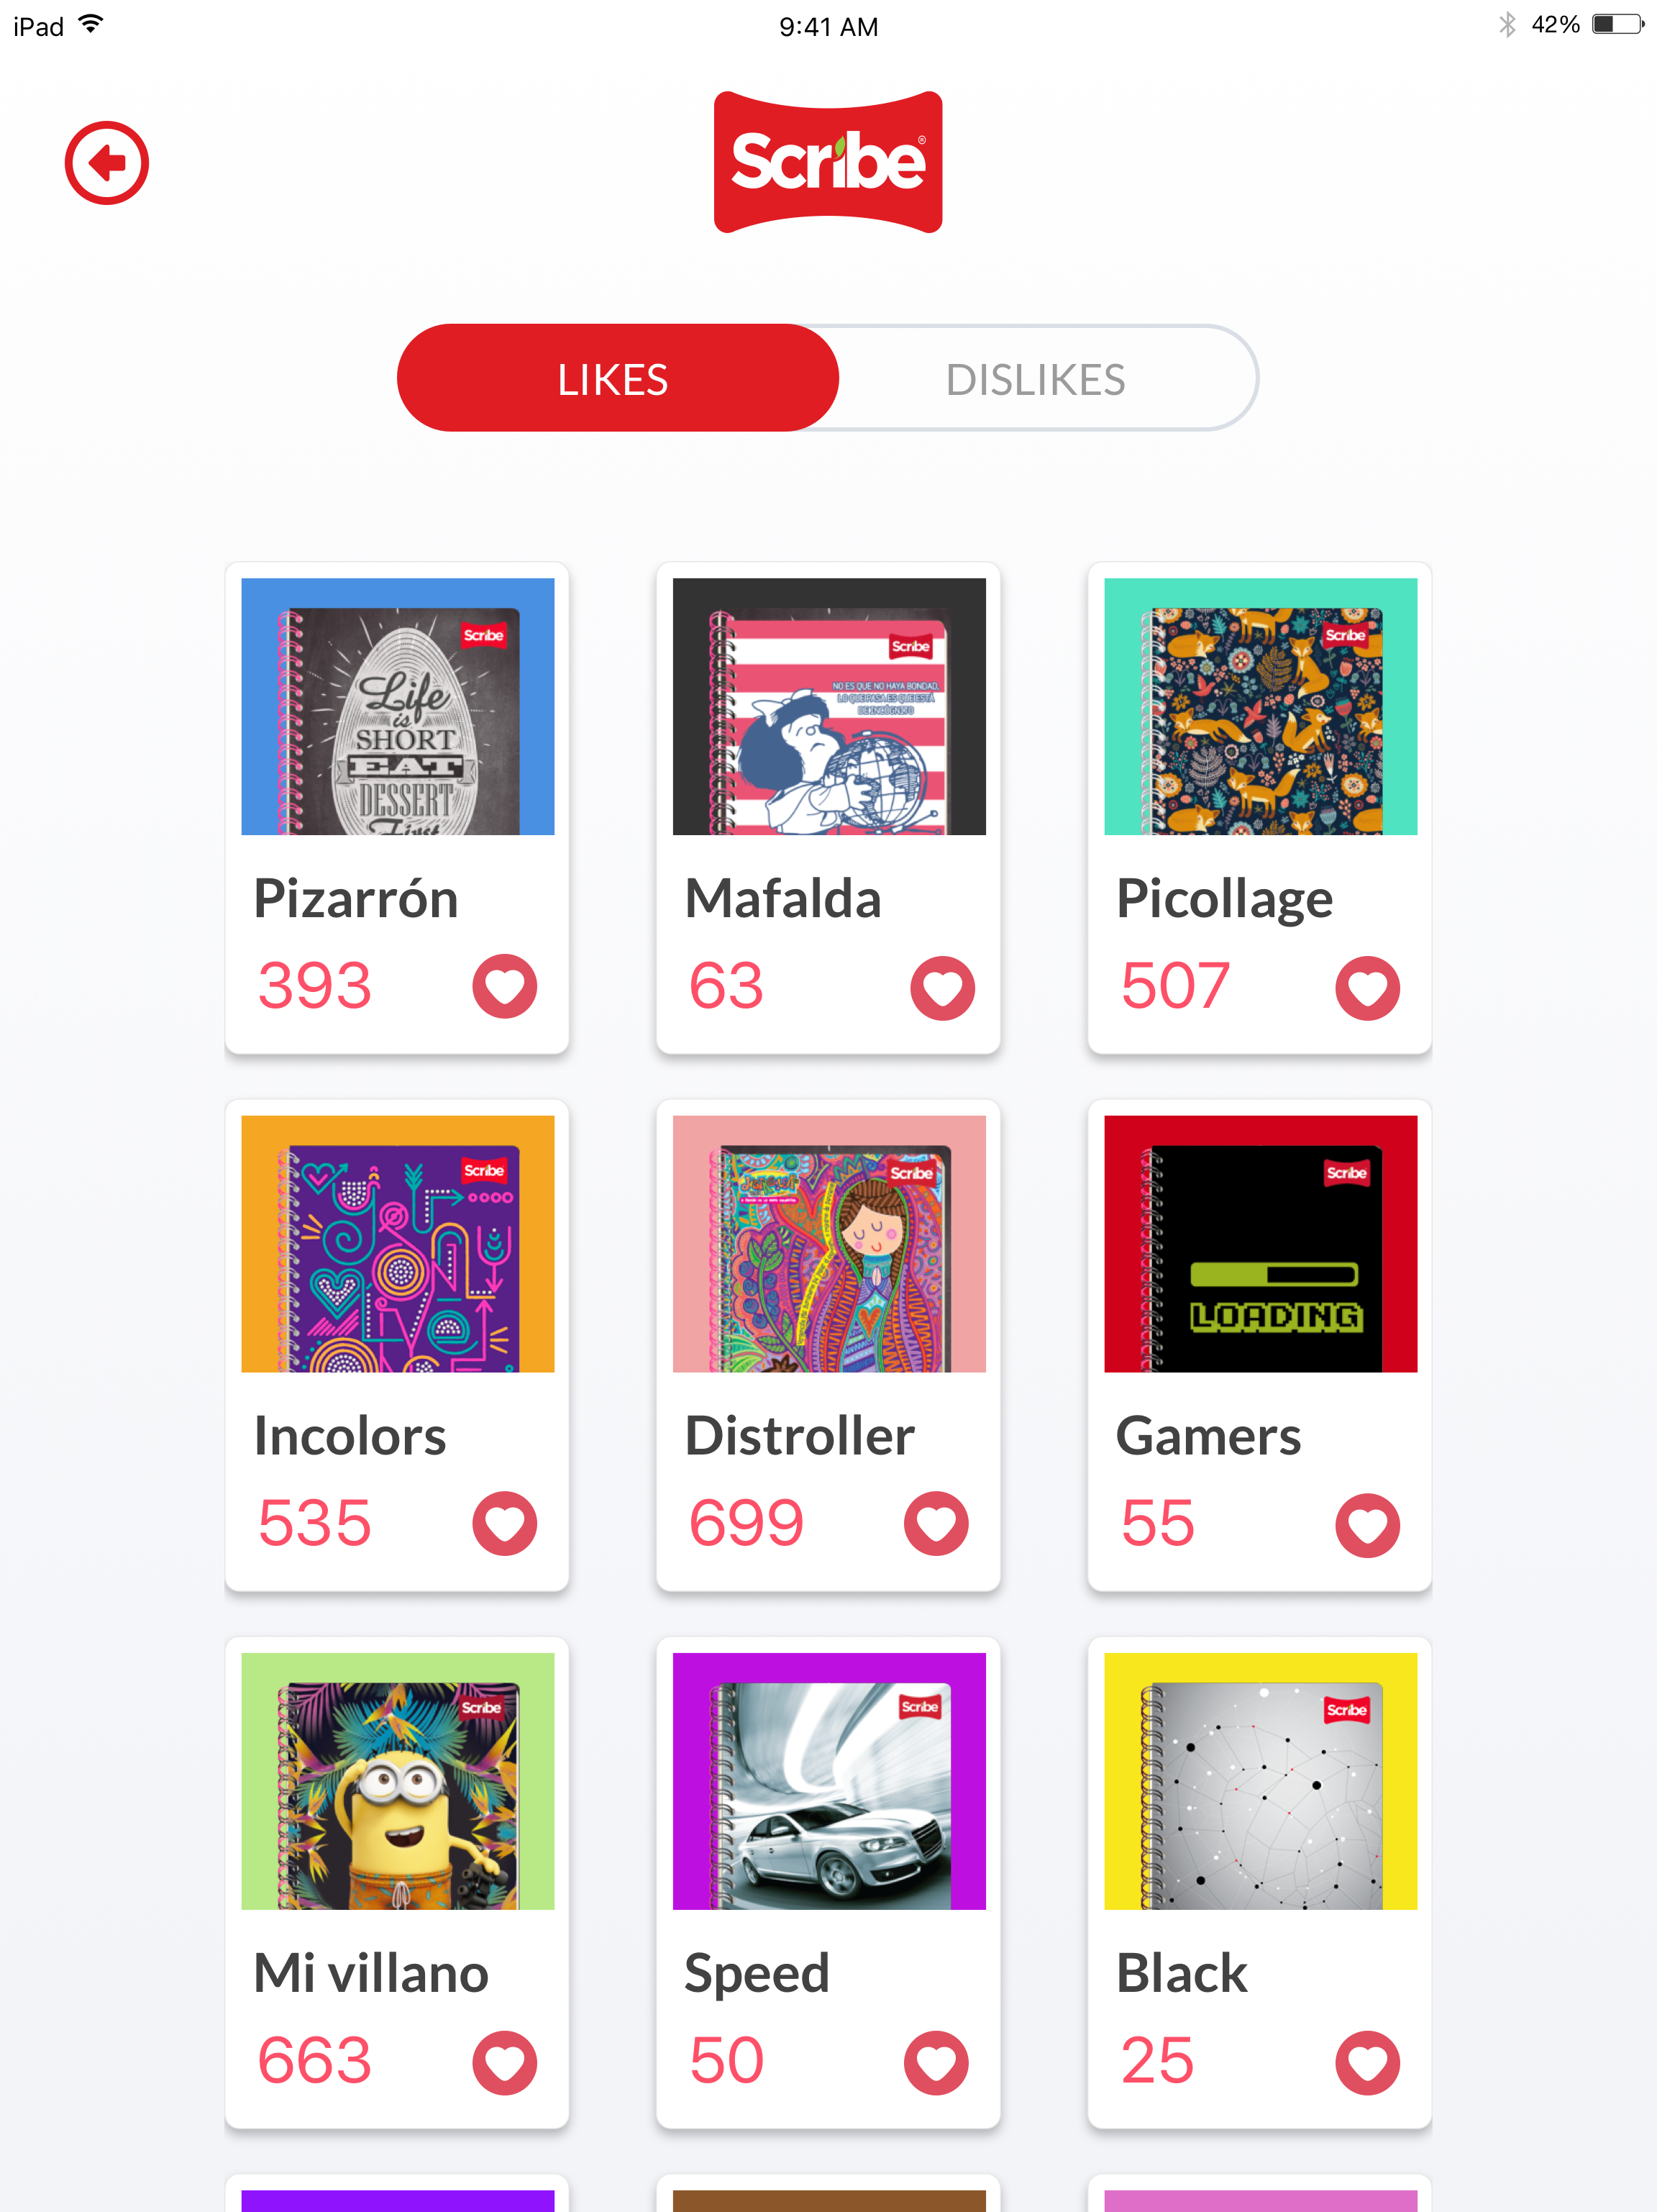 iPad 9:41 AM 42%
Scribe®
LIKES DISLIKES
Scribe
Life
is
SHORT
EAT
DESSERT
First
Scribe
NO ES QUE NO HAYA BONDAD,
LO QUE PASA ES QUE ESTÁ
DE INCÓGNITO
Scribe
Pizarrón Mafalda Picollage
393 63 507
Scribe
Scribe
Scribe
LOADING
Incolors Distroller Gamers
535 699 55
Scribe
Scribe
Scribe
Mi villano Speed Black
663 50 25